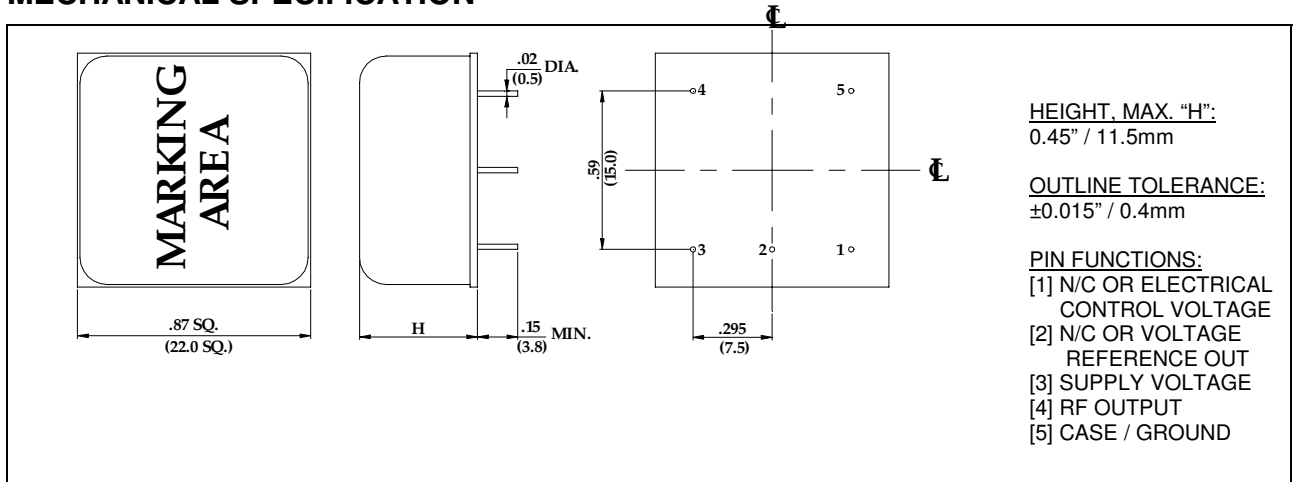 MECHANICAL SPECIFICATION
MARKING
AREA
.87 SQ.
(22.0 SQ.)
.02
(0.5)
DIA.
H
.15
(3.8)
MIN.
℄
4
5
.59
(15.0)
℄
3
2
1
.295
(7.5)
HEIGHT, MAX. “H”:
0.45” / 11.5mm
OUTLINE TOLERANCE:
±0.015” / 0.4mm
PIN FUNCTIONS:
[1] N/C OR ELECTRICAL
CONTROL VOLTAGE
[2] N/C OR VOLTAGE
REFERENCE OUT
[3] SUPPLY VOLTAGE
[4] RF OUTPUT
[5] CASE / GROUND